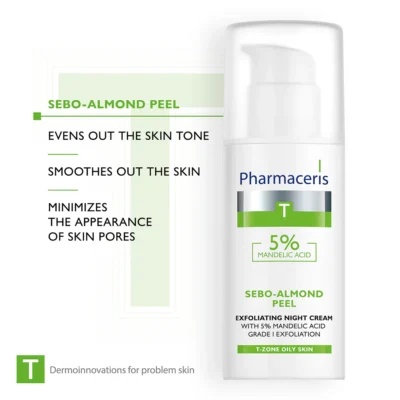 SEBO-ALMOND PEEL
EVENS OUT THE SKIN TONE
SMOOTHES OUT THE SKIN
MINIMIZES
THE APPEARANCE
OF SKIN PORES
T Dermoinnovations for problem skin
Pharmaceris
T
5%
MANDELIC ACID
SEBO-ALMOND
PEEL
EXFOLIATING NIGHT CREAM
WITH 5% MANDELIC ACID
GRADE I EXFOLIATION
T-ZONE OILY SKIN